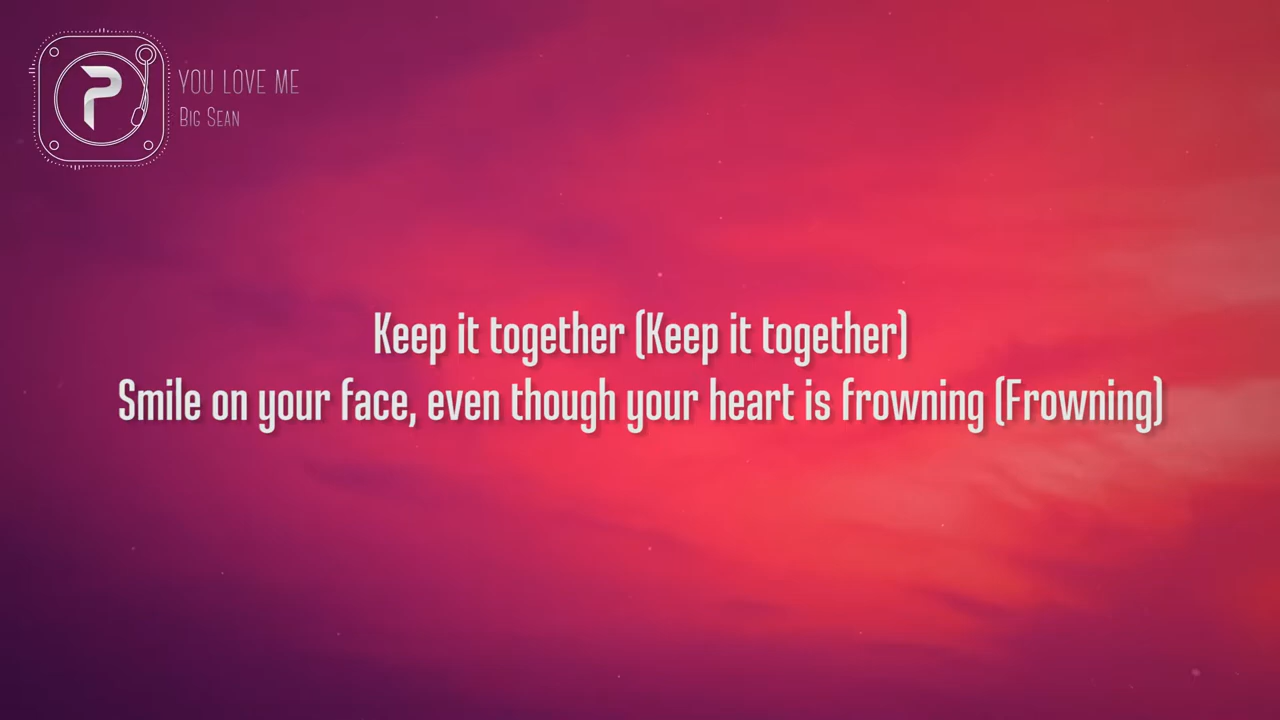 YOU LOVE ME
BIG SEAN
Keep it together (Keep it together)
Smile on your face, even though your heart is frowning (Frowning)